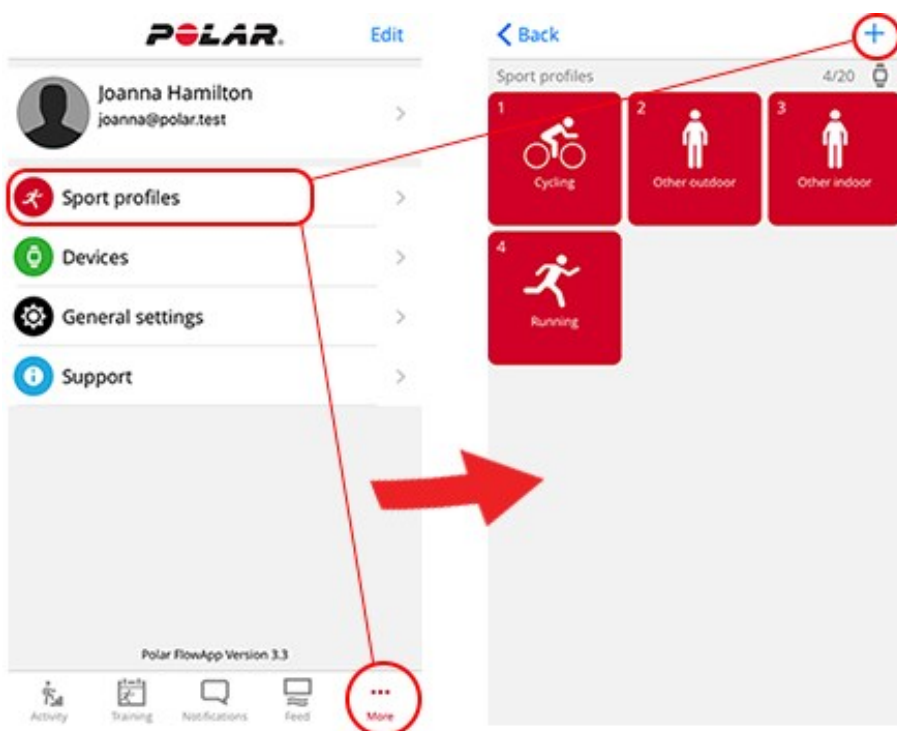 POLAR.
Edit
Joanna Hamilton
joanna@polar.test
Sport profiles
Devices
General settings
Support
Polar FlowApp Version 3.3
Activity
Training
Notifications
Feed
More
Back
Sport profiles
4/20
1
Cycling
2
Other outdoor
3
Other indoor
4
Running